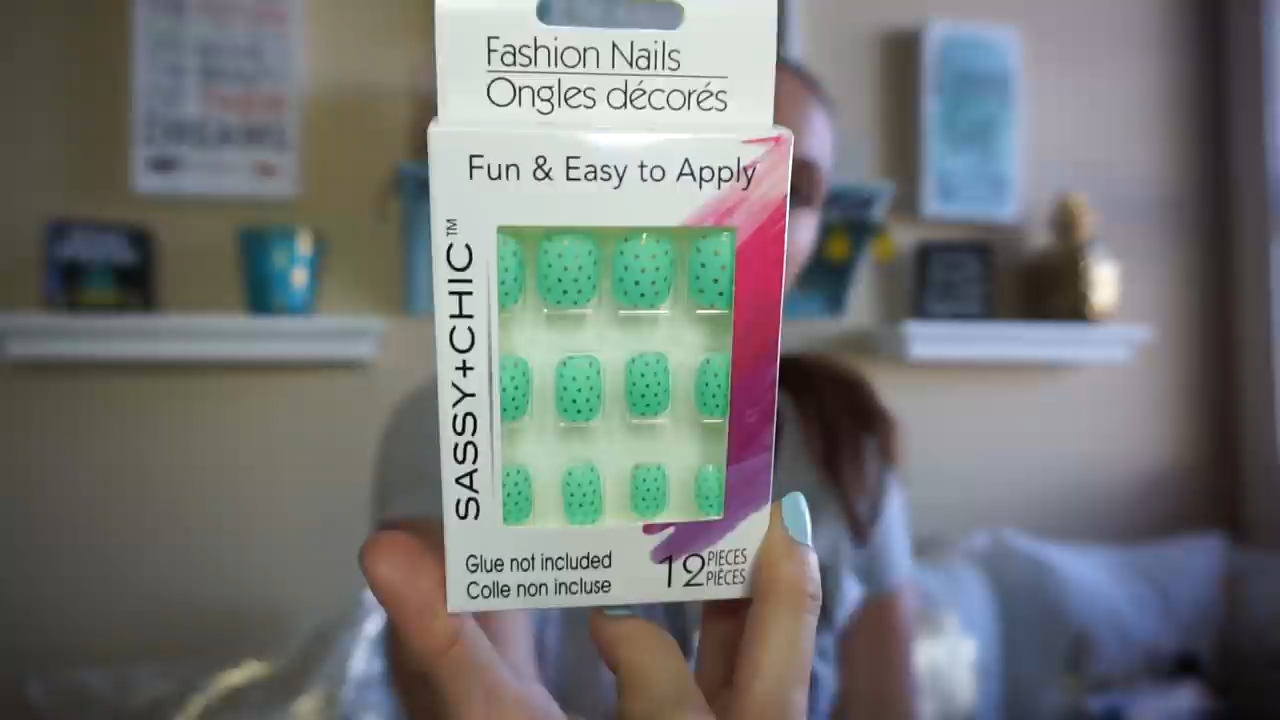 Fashion Nails
Ongles décorés
Fun & Easy to Apply
SASSY+CHIC™
Glue not included
Colle non incluse
12 PIECES
PIÈCES